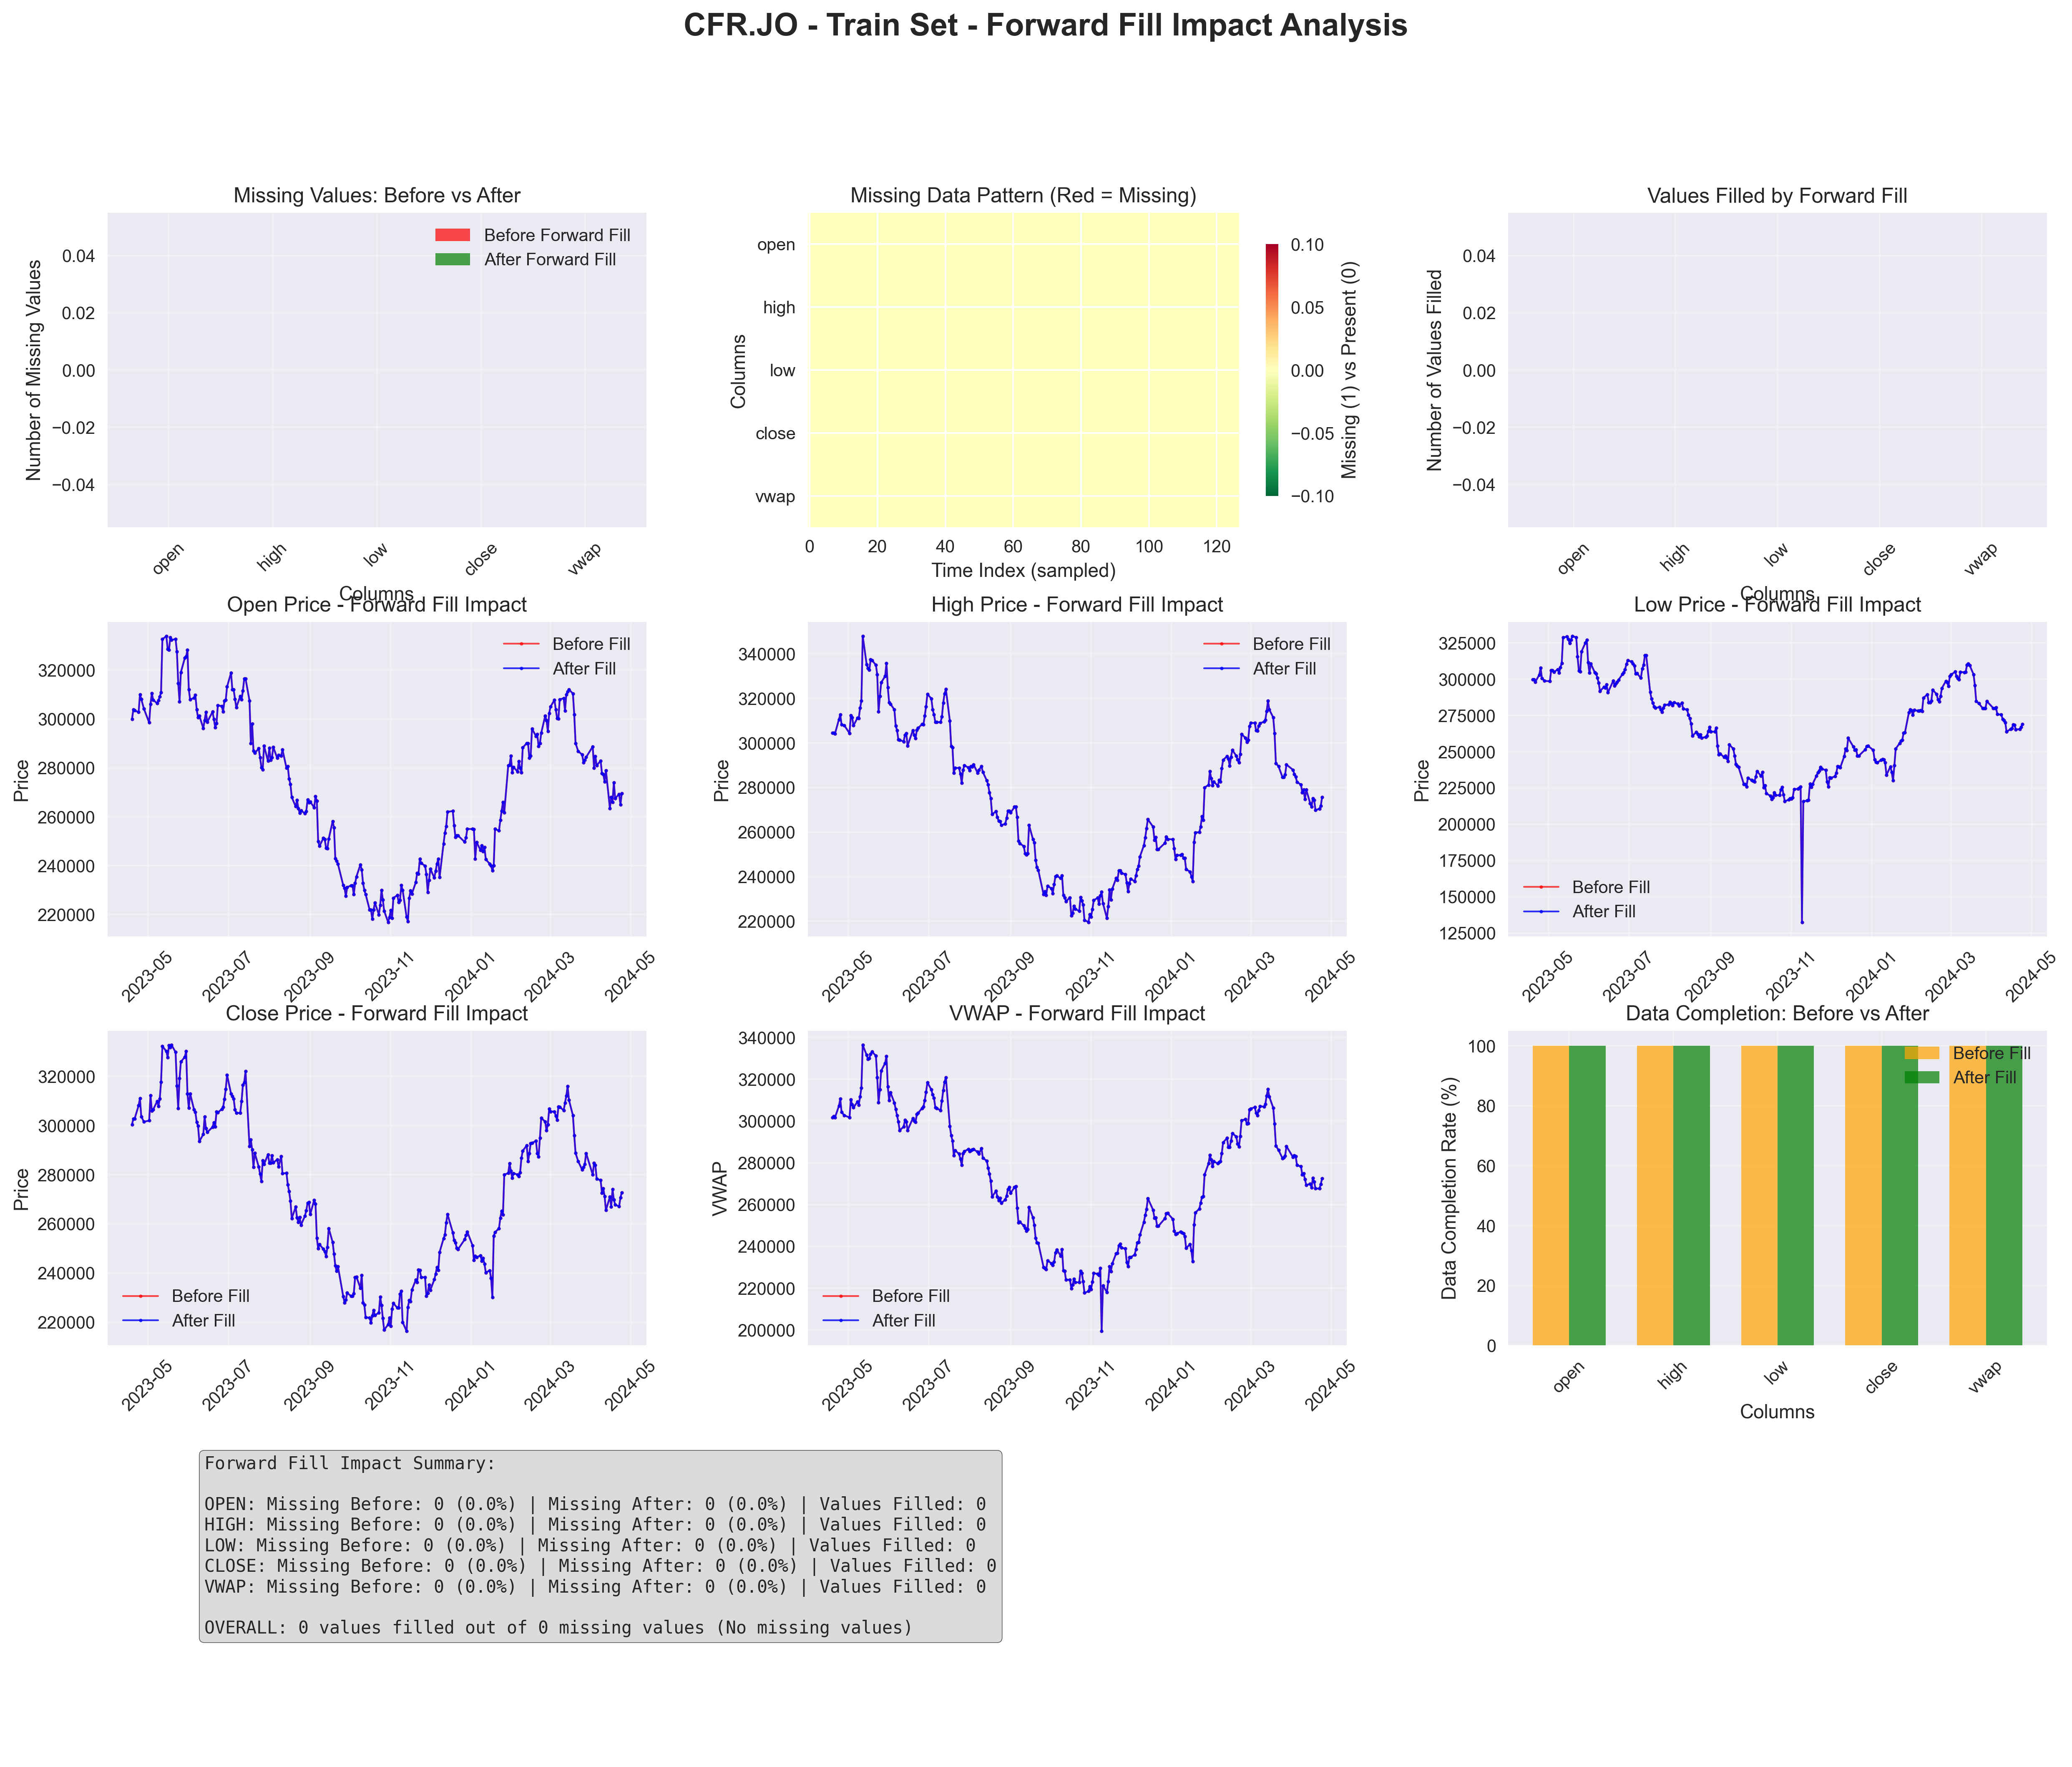 CFR.JO - Train Set - Forward Fill Impact Analysis
Missing Values: Before vs After
Number of Missing Values
0.04
0.02
0.00
−0.02
−0.04
Before Forward Fill
After Forward Fill
open
high
low
close
vwap
Columns
Missing Data Pattern (Red = Missing)
Columns
open
high
low
close
vwap
0
20
40
60
80
100
120
Time Index (sampled)
0.10
0.05
0.00
−0.05
−0.10
Missing (1) vs Present (0)
Values Filled by Forward Fill
Number of Values Filled
0.04
0.02
0.00
−0.02
−0.04
open
high
low
close
vwap
Columns
Open Price - Forward Fill Impact
Price
320000
300000
280000
260000
240000
220000
Before Fill
After Fill
2023-05
2023-07
2023-09
2023-11
2024-01
2024-03
2024-05
High Price - Forward Fill Impact
Price
340000
320000
300000
280000
260000
240000
220000
Before Fill
After Fill
2023-05
2023-07
2023-09
2023-11
2024-01
2024-03
2024-05
Low Price - Forward Fill Impact
Price
325000
300000
275000
250000
225000
200000
175000
150000
125000
Before Fill
After Fill
2023-05
2023-07
2023-09
2023-11
2024-01
2024-03
2024-05
Close Price - Forward Fill Impact
Price
320000
300000
280000
260000
240000
220000
Before Fill
After Fill
2023-05
2023-07
2023-09
2023-11
2024-01
2024-03
2024-05
VWAP - Forward Fill Impact
VWAP
340000
320000
300000
280000
260000
240000
220000
200000
Before Fill
After Fill
2023-05
2023-07
2023-09
2023-11
2024-01
2024-03
2024-05
Data Completion: Before vs After
Data Completion Rate (%)
100
80
60
40
20
0
Before Fill
After Fill
open
high
low
close
vwap
Columns
Forward Fill Impact Summary:
OPEN: Missing Before: 0 (0.0%) | Missing After: 0 (0.0%) | Values Filled: 0
HIGH: Missing Before: 0 (0.0%) | Missing After: 0 (0.0%) | Values Filled: 0
LOW: Missing Before: 0 (0.0%) | Missing After: 0 (0.0%) | Values Filled: 0
CLOSE: Missing Before: 0 (0.0%) | Missing After: 0 (0.0%) | Values Filled: 0
VWAP: Missing Before: 0 (0.0%) | Missing After: 0 (0.0%) | Values Filled: 0
OVERALL: 0 values filled out of 0 missing values (No missing values)